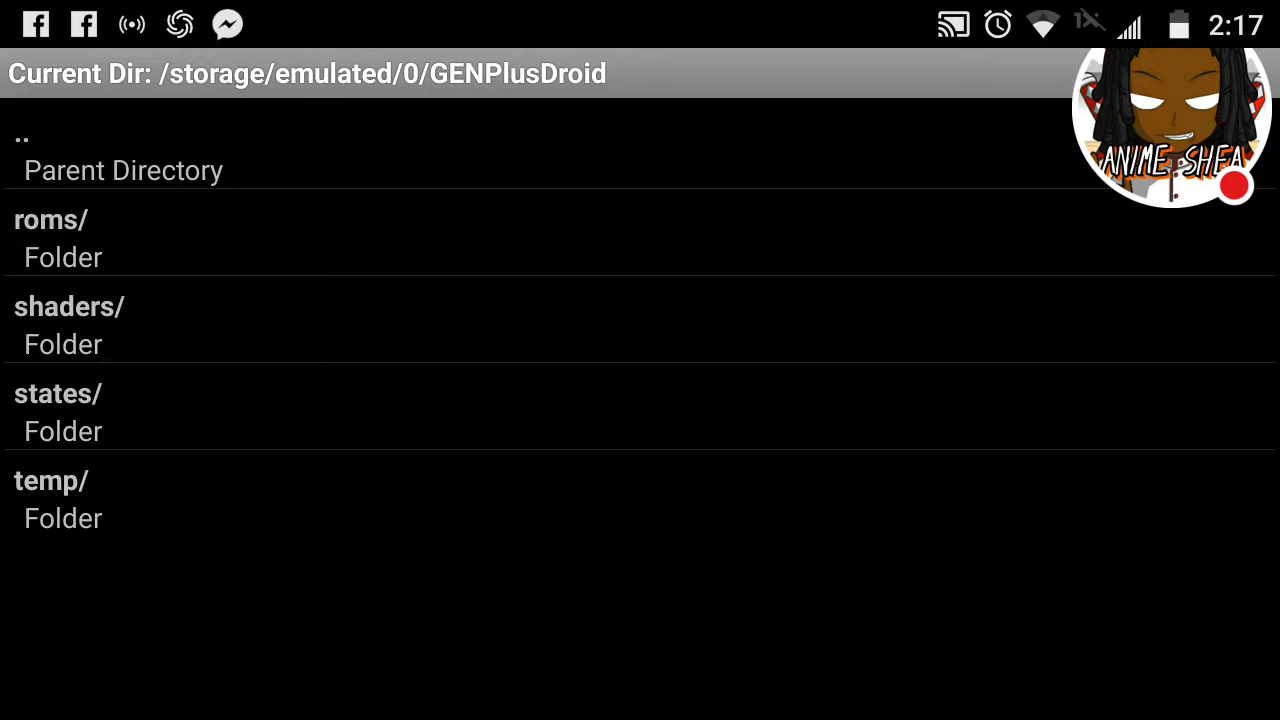 2:17
Current Dir: /storage/emulated/0/GENPlusDroid
ANIME SHEA
..
Parent Directory
roms/
Folder
shaders/
Folder
states/
Folder
temp/
Folder